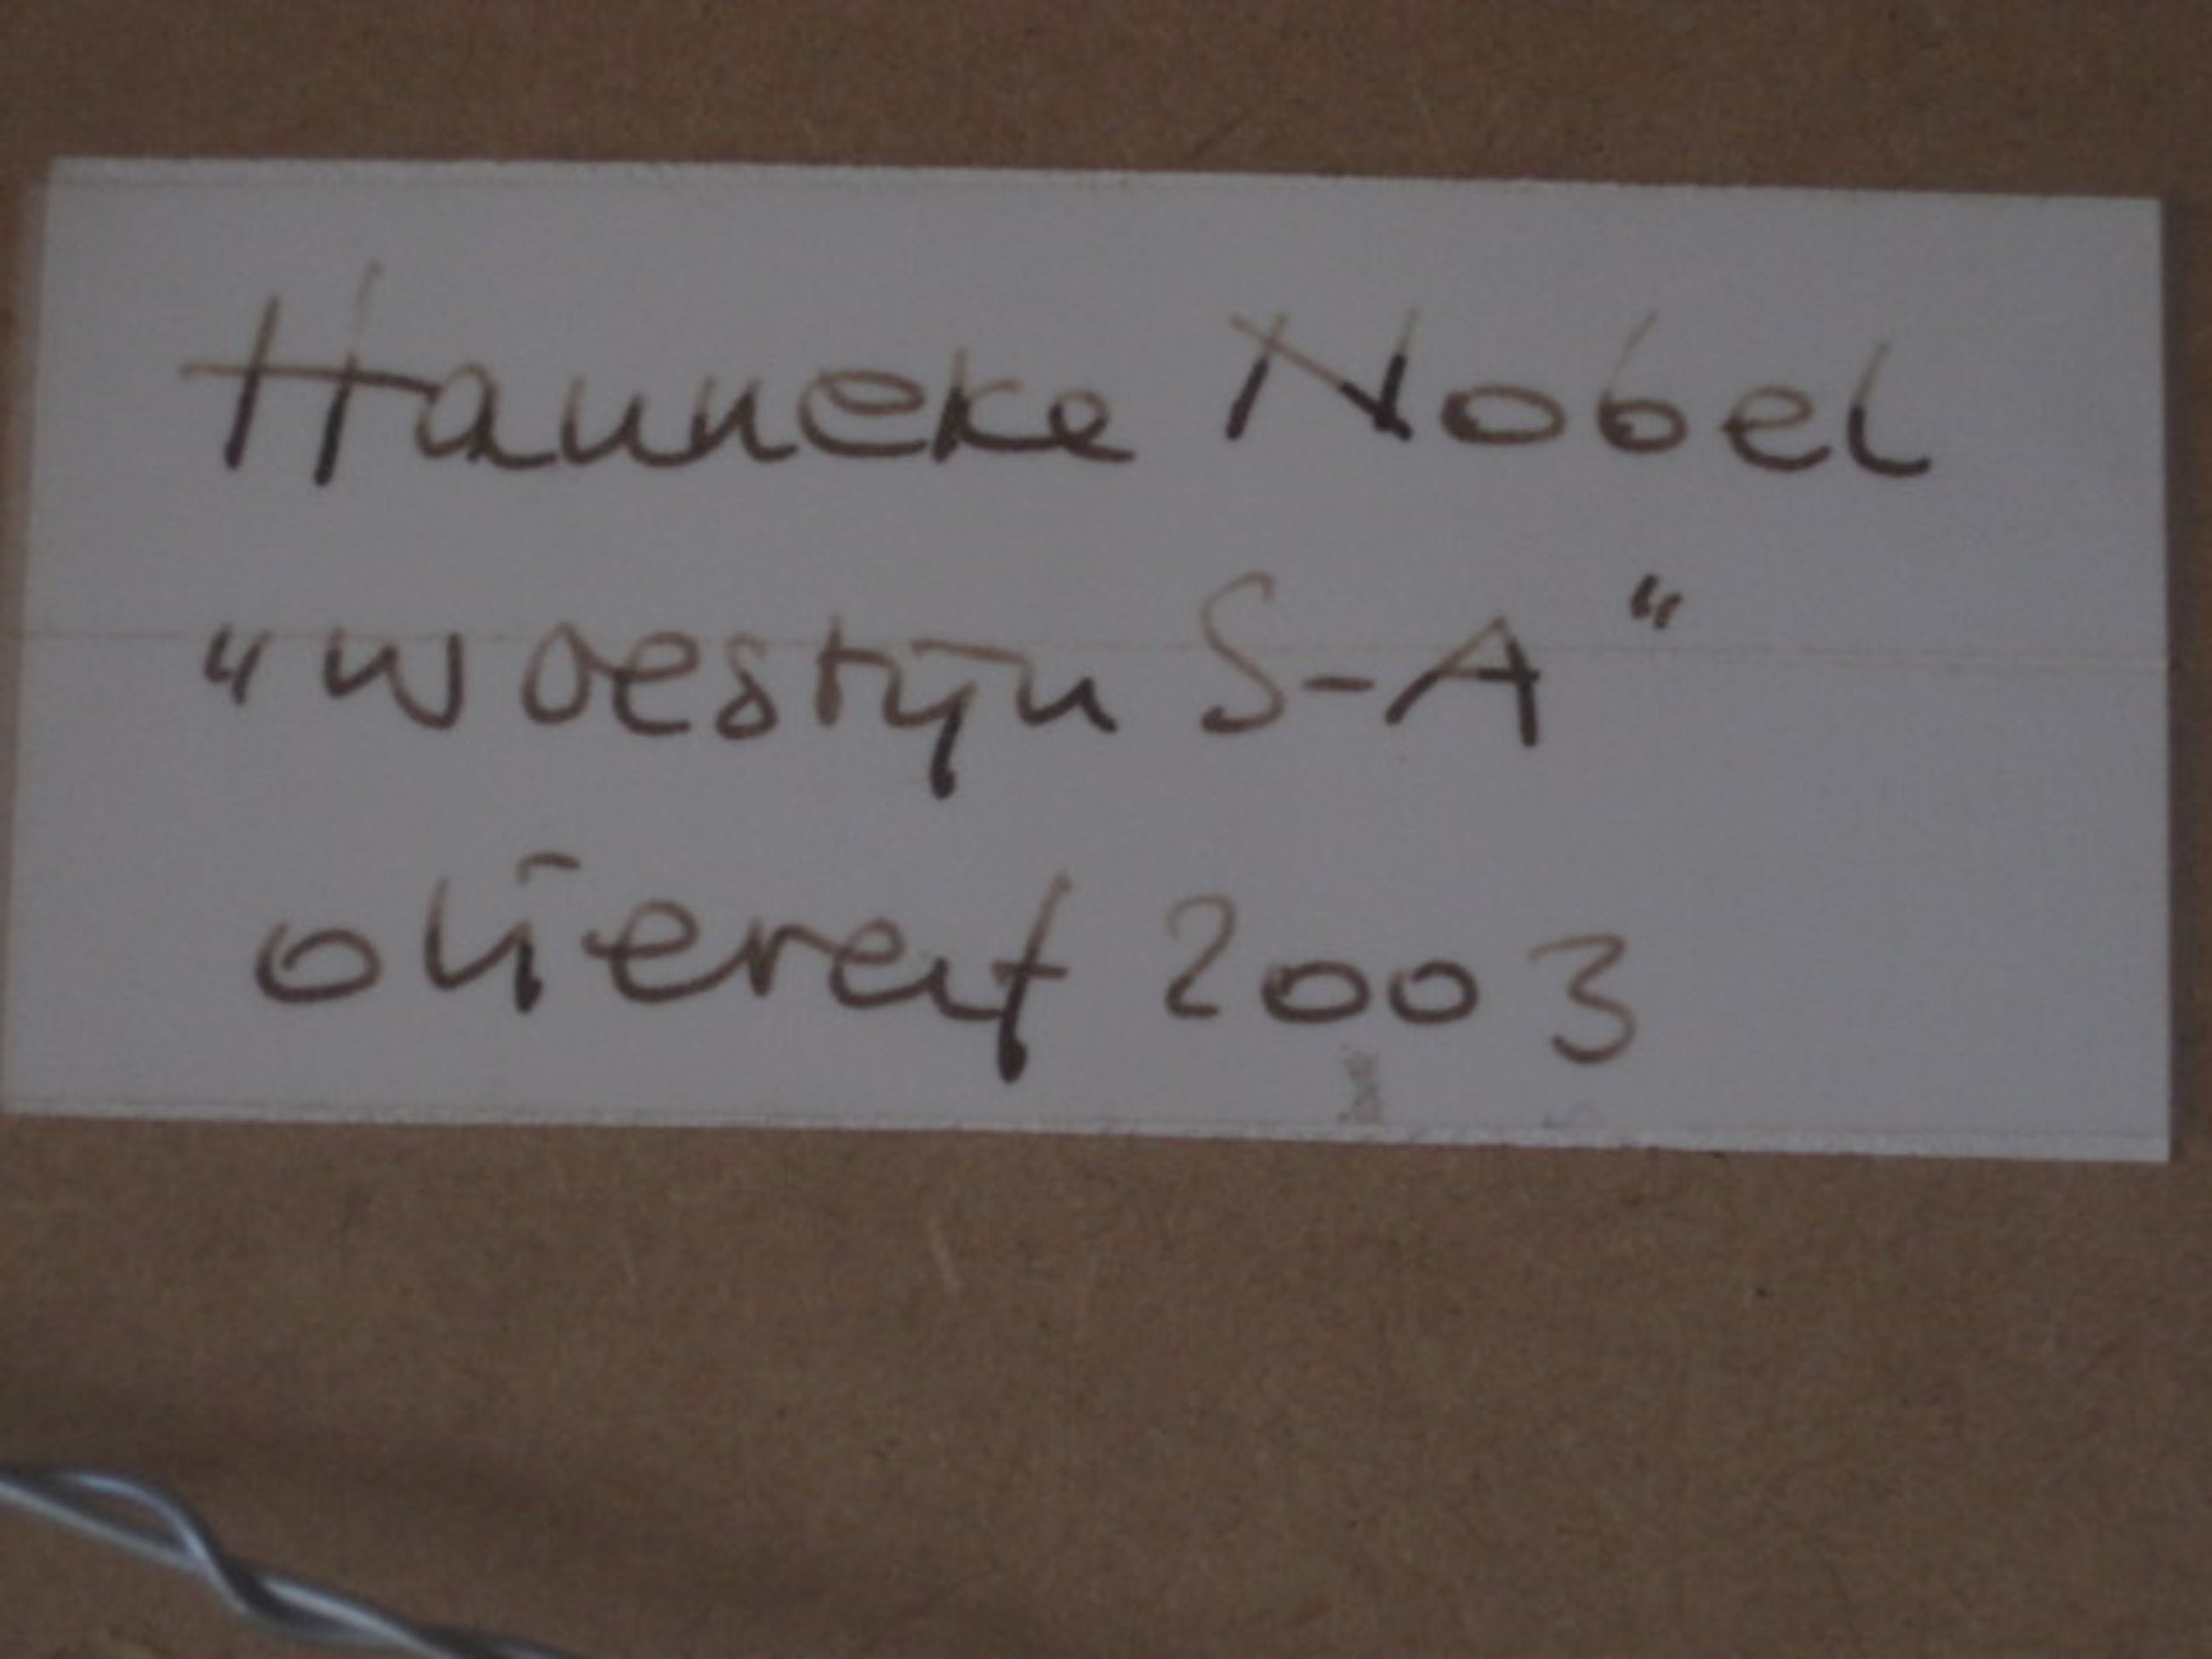 Hanneke Nobel
"Woestijn S-A"
olieverf 2003